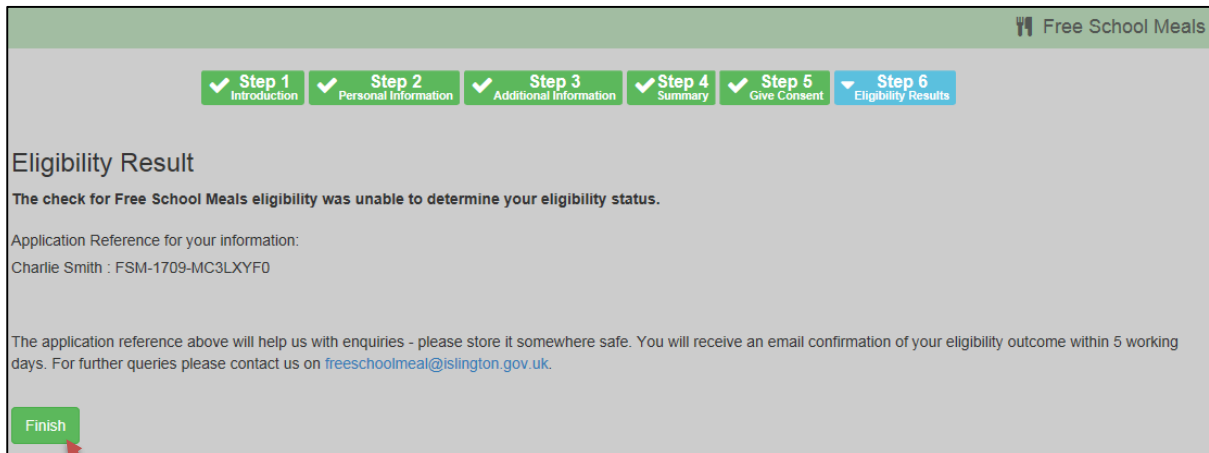 Free School Meals
Step 1
Introduction
Step 2
Personal Information
Step 3
Additional Information
Step 4
Summary
Step 5
Give Consent
Step 6
Eligibility Results
Eligibility Result
The check for Free School Meals eligibility was unable to determine your eligibility status.
Application Reference for your information:
Charlie Smith : FSM-1709-MC3LXYF0
The application reference above will help us with enquiries - please store it somewhere safe. You will receive an email confirmation of your eligibility outcome within 5 working
days. For further queries please contact us on freeschoolmeal@islington.gov.uk.
Finish